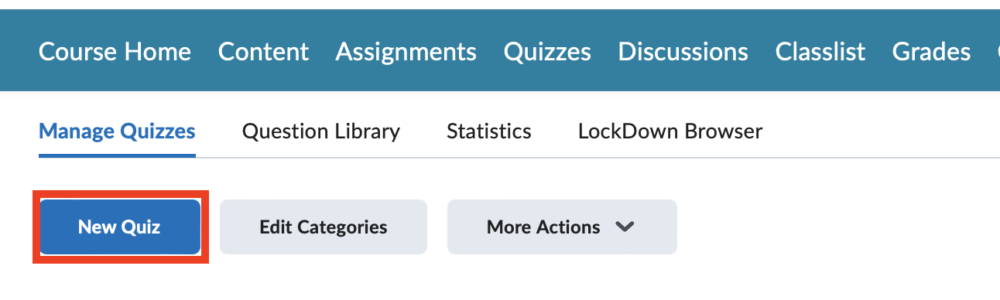 Course Home Content Assignments Quizzes Discussions Classlist Grades
Manage Quizzes Question Library Statistics LockDown Browser
New Quiz Edit Categories More Actions